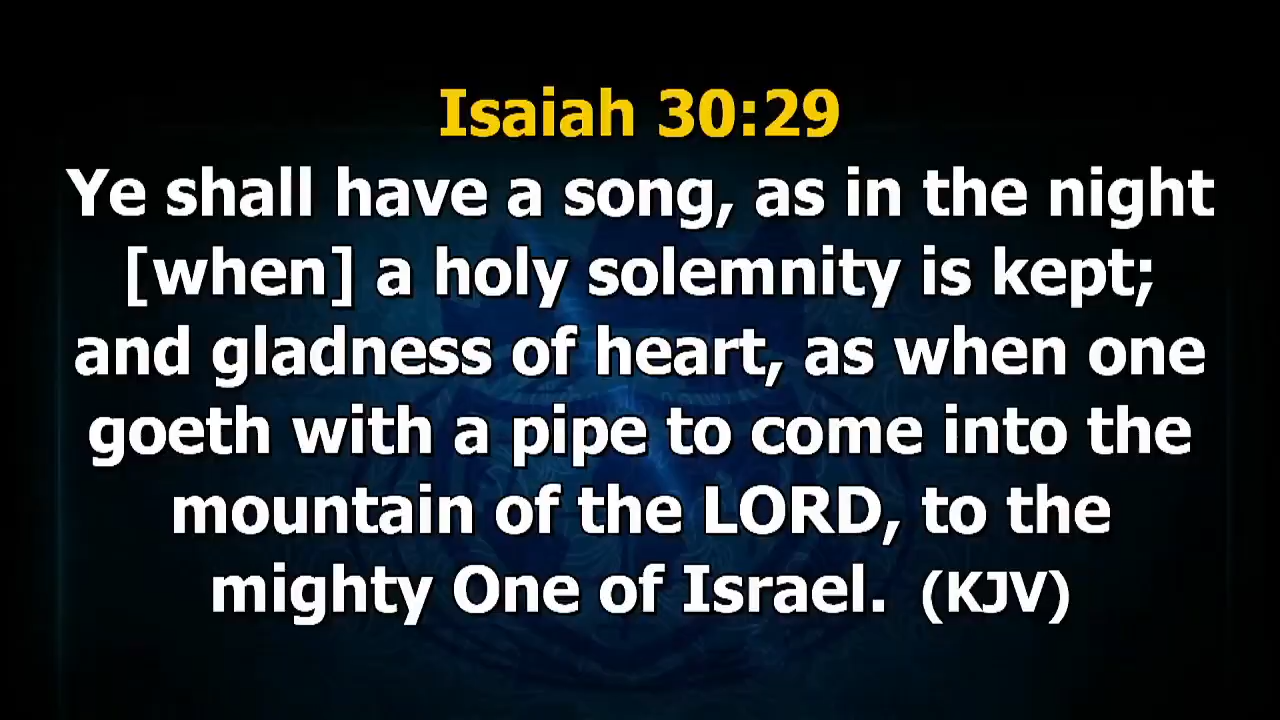 Isaiah 30:29
Ye shall have a song, as in the night
[when] a holy solemnity is kept;
and gladness of heart, as when one
goeth with a pipe to come into the
mountain of the LORD, to the
mighty One of Israel. (KJV)